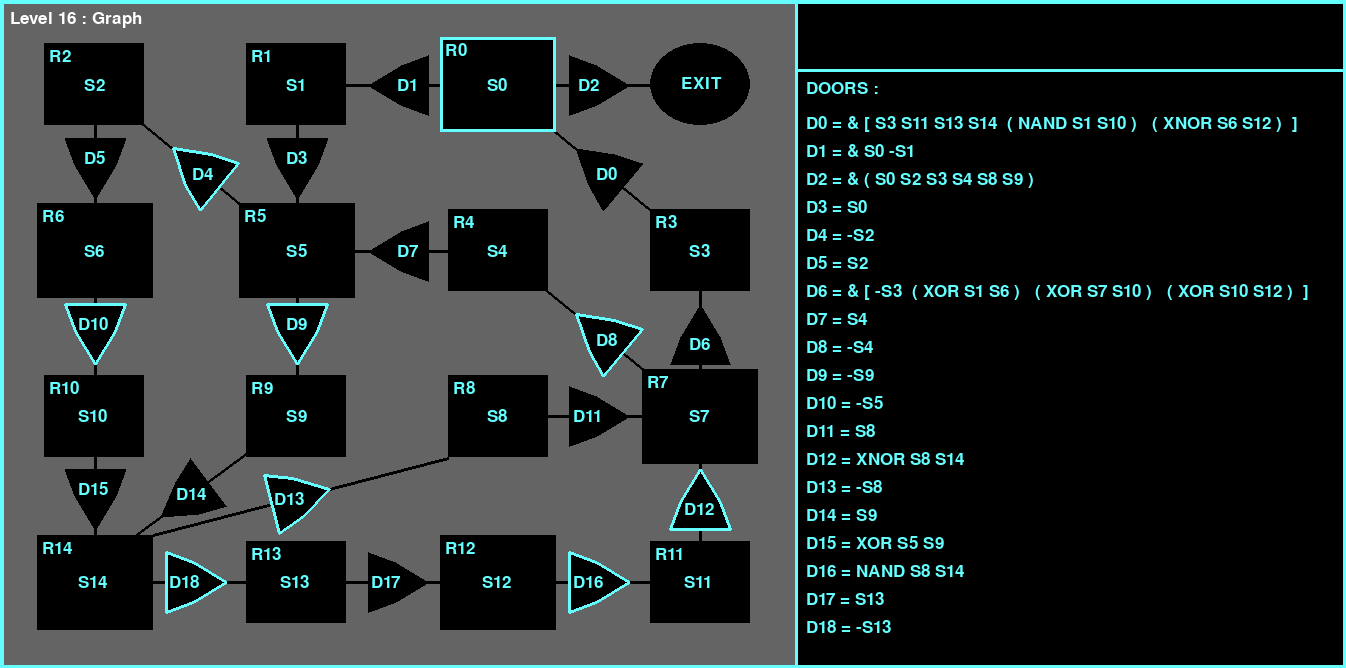 Level 16 : Graph
R2
S2
R1
S1
D1
R0
S0
D2
EXIT
D5
D4
D3
D0
R6
S6
R5
S5
D7
R4
S4
R3
S3
D10
D9
D8
D6
R10
S10
R9
S9
R8
S8
D11
R7
S7
D15
D14
D13
D12
R14
S14
D18
R13
S13
D17
R12
S12
D16
R11
S11
DOORS :
D0 = & [ S3 S11 S13 S14 ( NAND S1 S10 ) ( XNOR S6 S12 ) ]
D1 = & S0 -S1
D2 = & ( S0 S2 S3 S4 S8 S9 )
D3 = S0
D4 = -S2
D5 = S2
D6 = & [ -S3 ( XOR S1 S6 ) ( XOR S7 S10 ) ( XOR S10 S12 ) ]
D7 = S4
D8 = -S4
D9 = -S9
D10 = -S5
D11 = S8
D12 = XNOR S8 S14
D13 = -S8
D14 = S9
D15 = XOR S5 S9
D16 = NAND S8 S14
D17 = S13
D18 = -S13